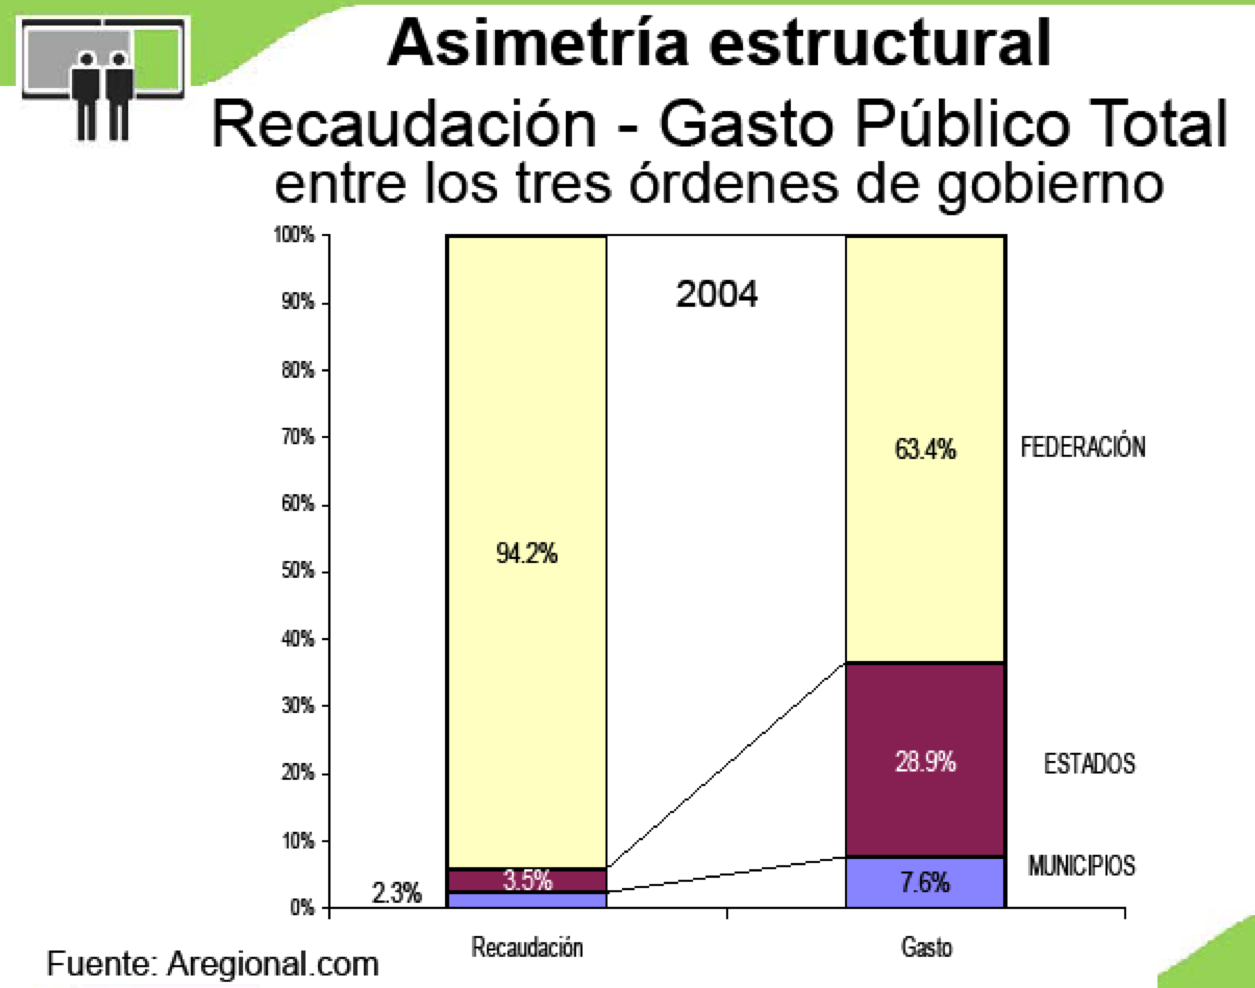 Asimetría estructural
Recaudación - Gasto Público Total
entre los tres órdenes de gobierno
100%
90%
80%
70%
60%
50%
40%
30%
20%
10%
0%
2004
94.2%
3.5%
2.3%
63.4%
28.9%
7.6%
FEDERACIÓN
ESTADOS
MUNICIPIOS
Recaudación
Gasto
Fuente: Aregional.com